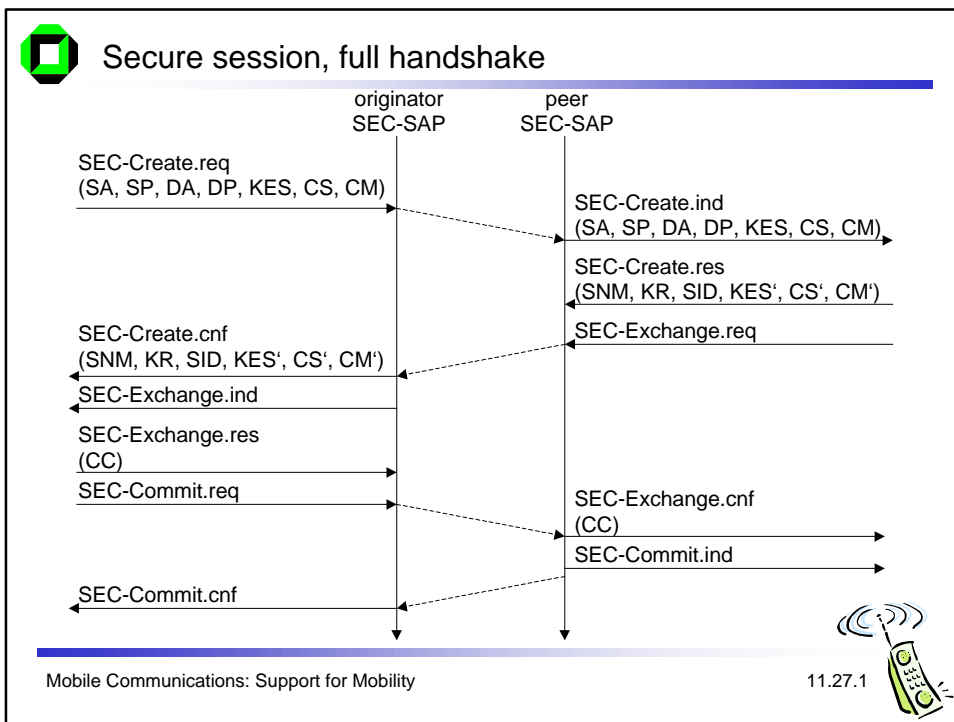 Secure session, full handshake
originator
SEC-SAP
peer
SEC-SAP
SEC-Create.req
(SA, SP, DA, DP, KES, CS, CM)
SEC-Create.ind
(SA, SP, DA, DP, KES, CS, CM)
SEC-Create.res
(SNM, KR, SID, KES‘, CS‘, CM‘)
SEC-Exchange.req
SEC-Create.cnf
(SNM, KR, SID, KES‘, CS‘, CM‘)
SEC-Exchange.ind
SEC-Exchange.res
(CC)
SEC-Commit.req
SEC-Exchange.cnf
(CC)
SEC-Commit.ind
SEC-Commit.cnf
Mobile Communications: Support for Mobility
11.27.1